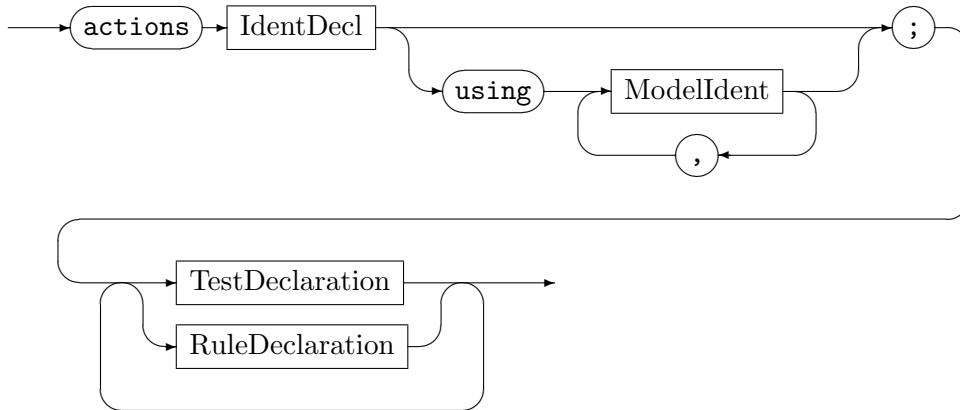 actions IdentDecl ;
using ModelIdent
,
TestDeclaration
RuleDeclaration